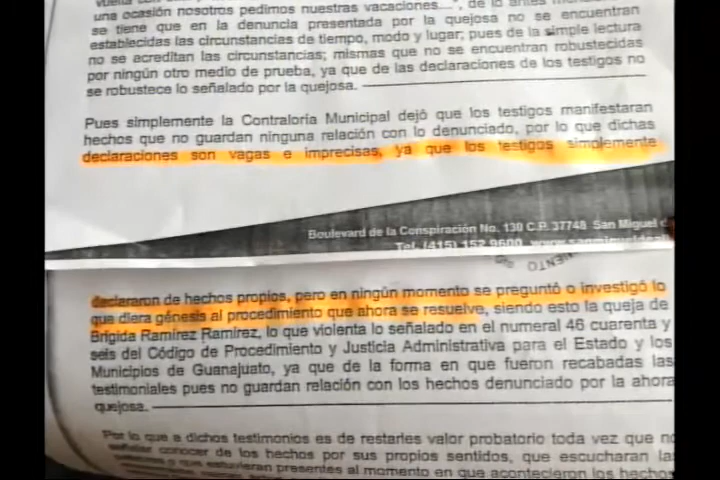 una ocasión nosotros pedimos nuestras vacaciones...", de lo
se tiene que en la denuncia presentada por la quejosa no se encuentran
establecidas las circunstancias de tiempo, modo y lugar; pues de la simple lectura
no se acreditan las circunstancias; mismas que no se encuentran robustecidas
por ningún otro medio de prueba, ya que de las declaraciones de los testigos no
se robustece lo señalado por la quejosa.
Pues simplemente la Contraloría Municipal dejó que los testigos manifestaran
hechos que no guardan ninguna relación con lo denunciado, por lo que dichas
declaraciones son vagas e imprecisas, ya que los testigos simplemente
Boulevard de la Conspiración No. 130 C.P. 37748 San Miguel
Tel. (415) 152 9600
declararon de hechos propios, pero en ningún momento se preguntó o investigó lo
que diera génesis al procedimiento que ahora se resuelve, siendo esto la queja de
Brigida Ramírez Ramírez, lo que violenta lo señalado en el numeral 46 cuarenta y
seis del Código de Procedimiento y Justicia Administrativa para el Estado y los
Municipios de Guanajuato, ya que de la forma en que fueron recabadas las
testimoniales pues no guardan relación con los hechos denunciado por la ahora
quejosa.
Por lo que a dichos testimonios es de restarles valor probatorio toda vez que no
señalar conocer de los hechos por sus propios sentidos, que escucharan la
y que estuvieran presentes al momento en que acontecieron los hechos